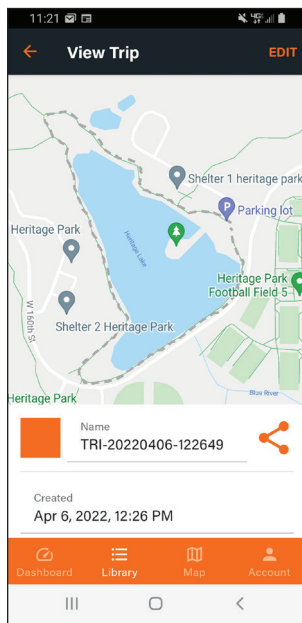 11:21
View Trip
EDIT
Shelter 1 heritage park
P
Parking lot
Heritage Park
Heritage Lake
Heritage Park
Football Field 5
W 160th St
Shelter 2 Heritage Park
Blue River
Heritage Park
Name
TRI-20220406-122649
Created
Apr 6, 2022, 12:26 PM
Dashboard
Library
Map
Account